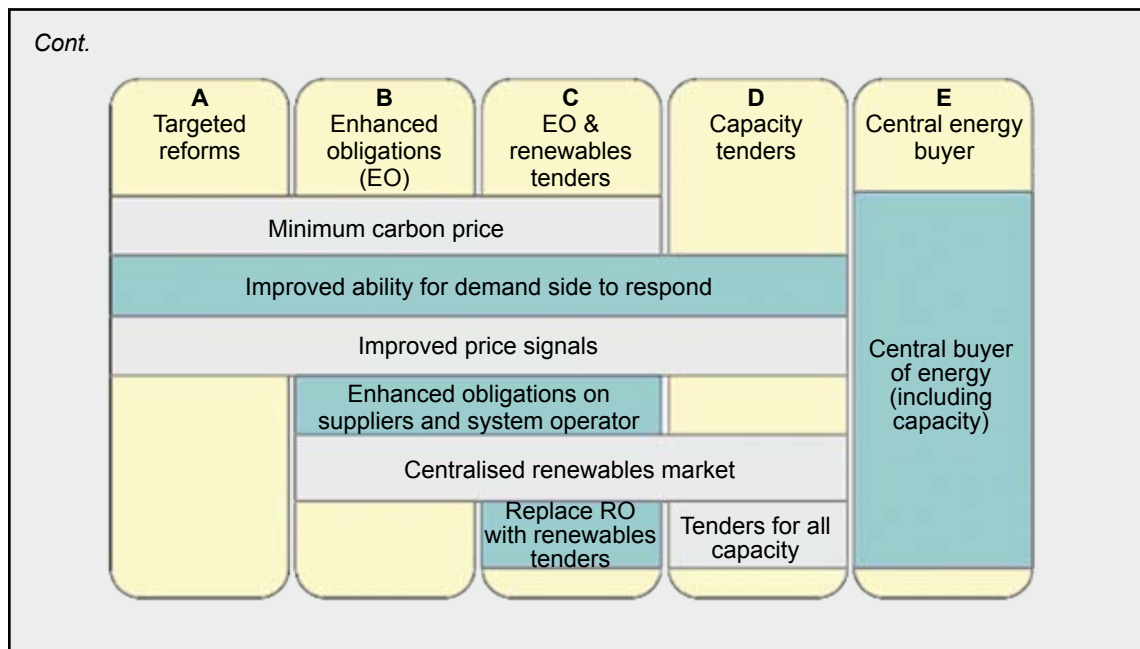 Cont.
A
Targeted
reforms
B
Enhanced
obligations
(EO)
C
EO &
renewables
tenders
D
Capacity
tenders
E
Central energy
buyer
Minimum carbon price
Improved ability for demand side to respond
Improved price signals
Enhanced obligations on
suppliers and system operator
Centralised renewables market
Replace RO
with renewables
tenders
Tenders for all
capacity
Central buyer
of energy
(including
capacity)